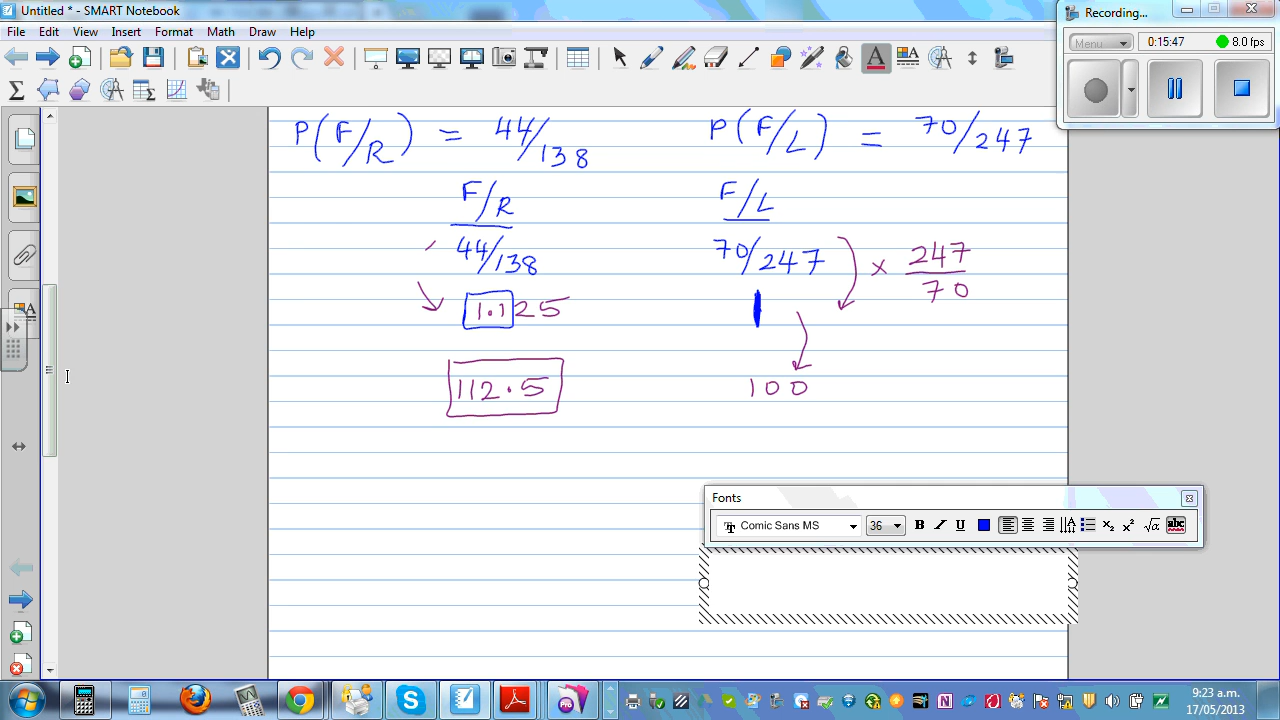 Untitled * - SMART Notebook
File Edit View Insert Format Math Draw Help
Recording...
Menu 0:15:47 8.0 fps
P(F/R) = 44/138 P(F/L) = 70/247
F/R F/L
44/138 70/247 × 247/70
1.125 1
112.5 100
Fonts
Comic Sans MS 36 B I U abc
9:23 a.m.
17/05/2013